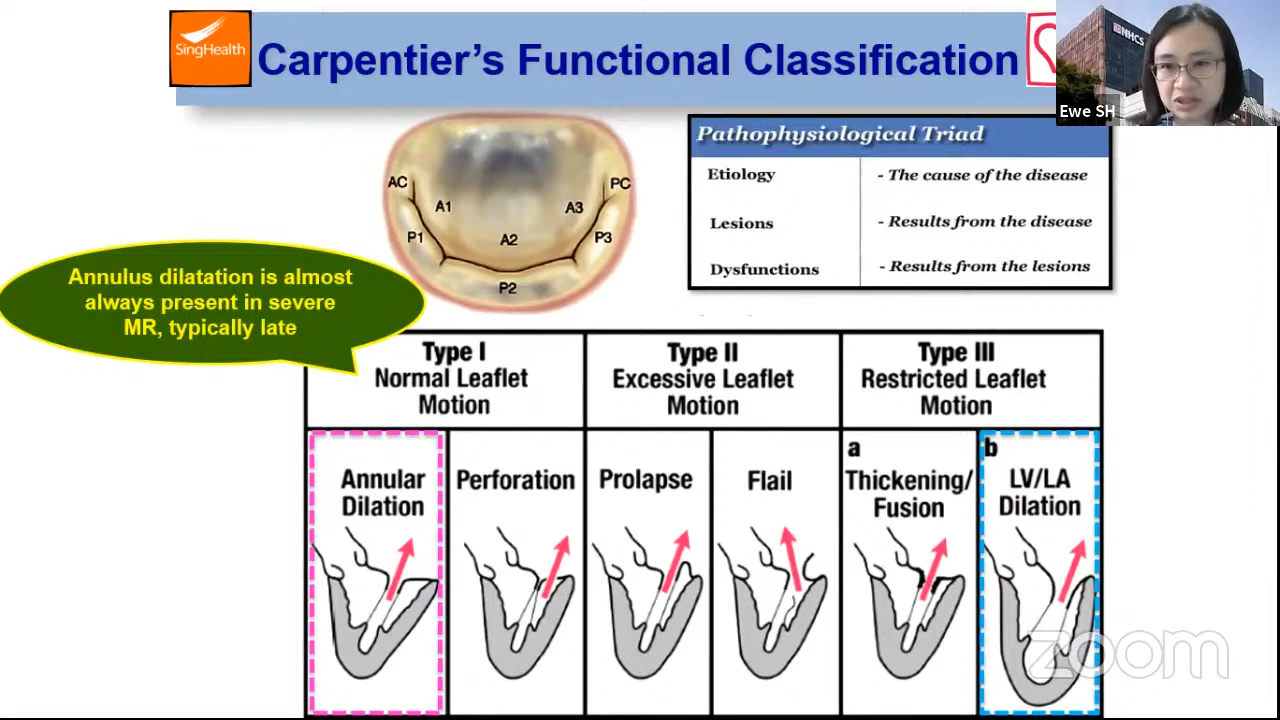 SingHealth
Carpentier's Functional Classification
NHCS
Ewe SH
AC
PC
A1
A3
P1
A2
P3
P2
Pathophysiological Triad
Etiology - The cause of the disease
Lesions - Results from the disease
Dysfunctions - Results from the lesions
Annulus dilatation is almost
always present in severe
MR, typically late
Type I
Normal Leaflet
Motion
Type II
Excessive Leaflet
Motion
Type III
Restricted Leaflet
Motion
Annular
Dilation
Perforation
Prolapse
Flail
a
Thickening/
Fusion
b
LV/LA
Dilation
zoom